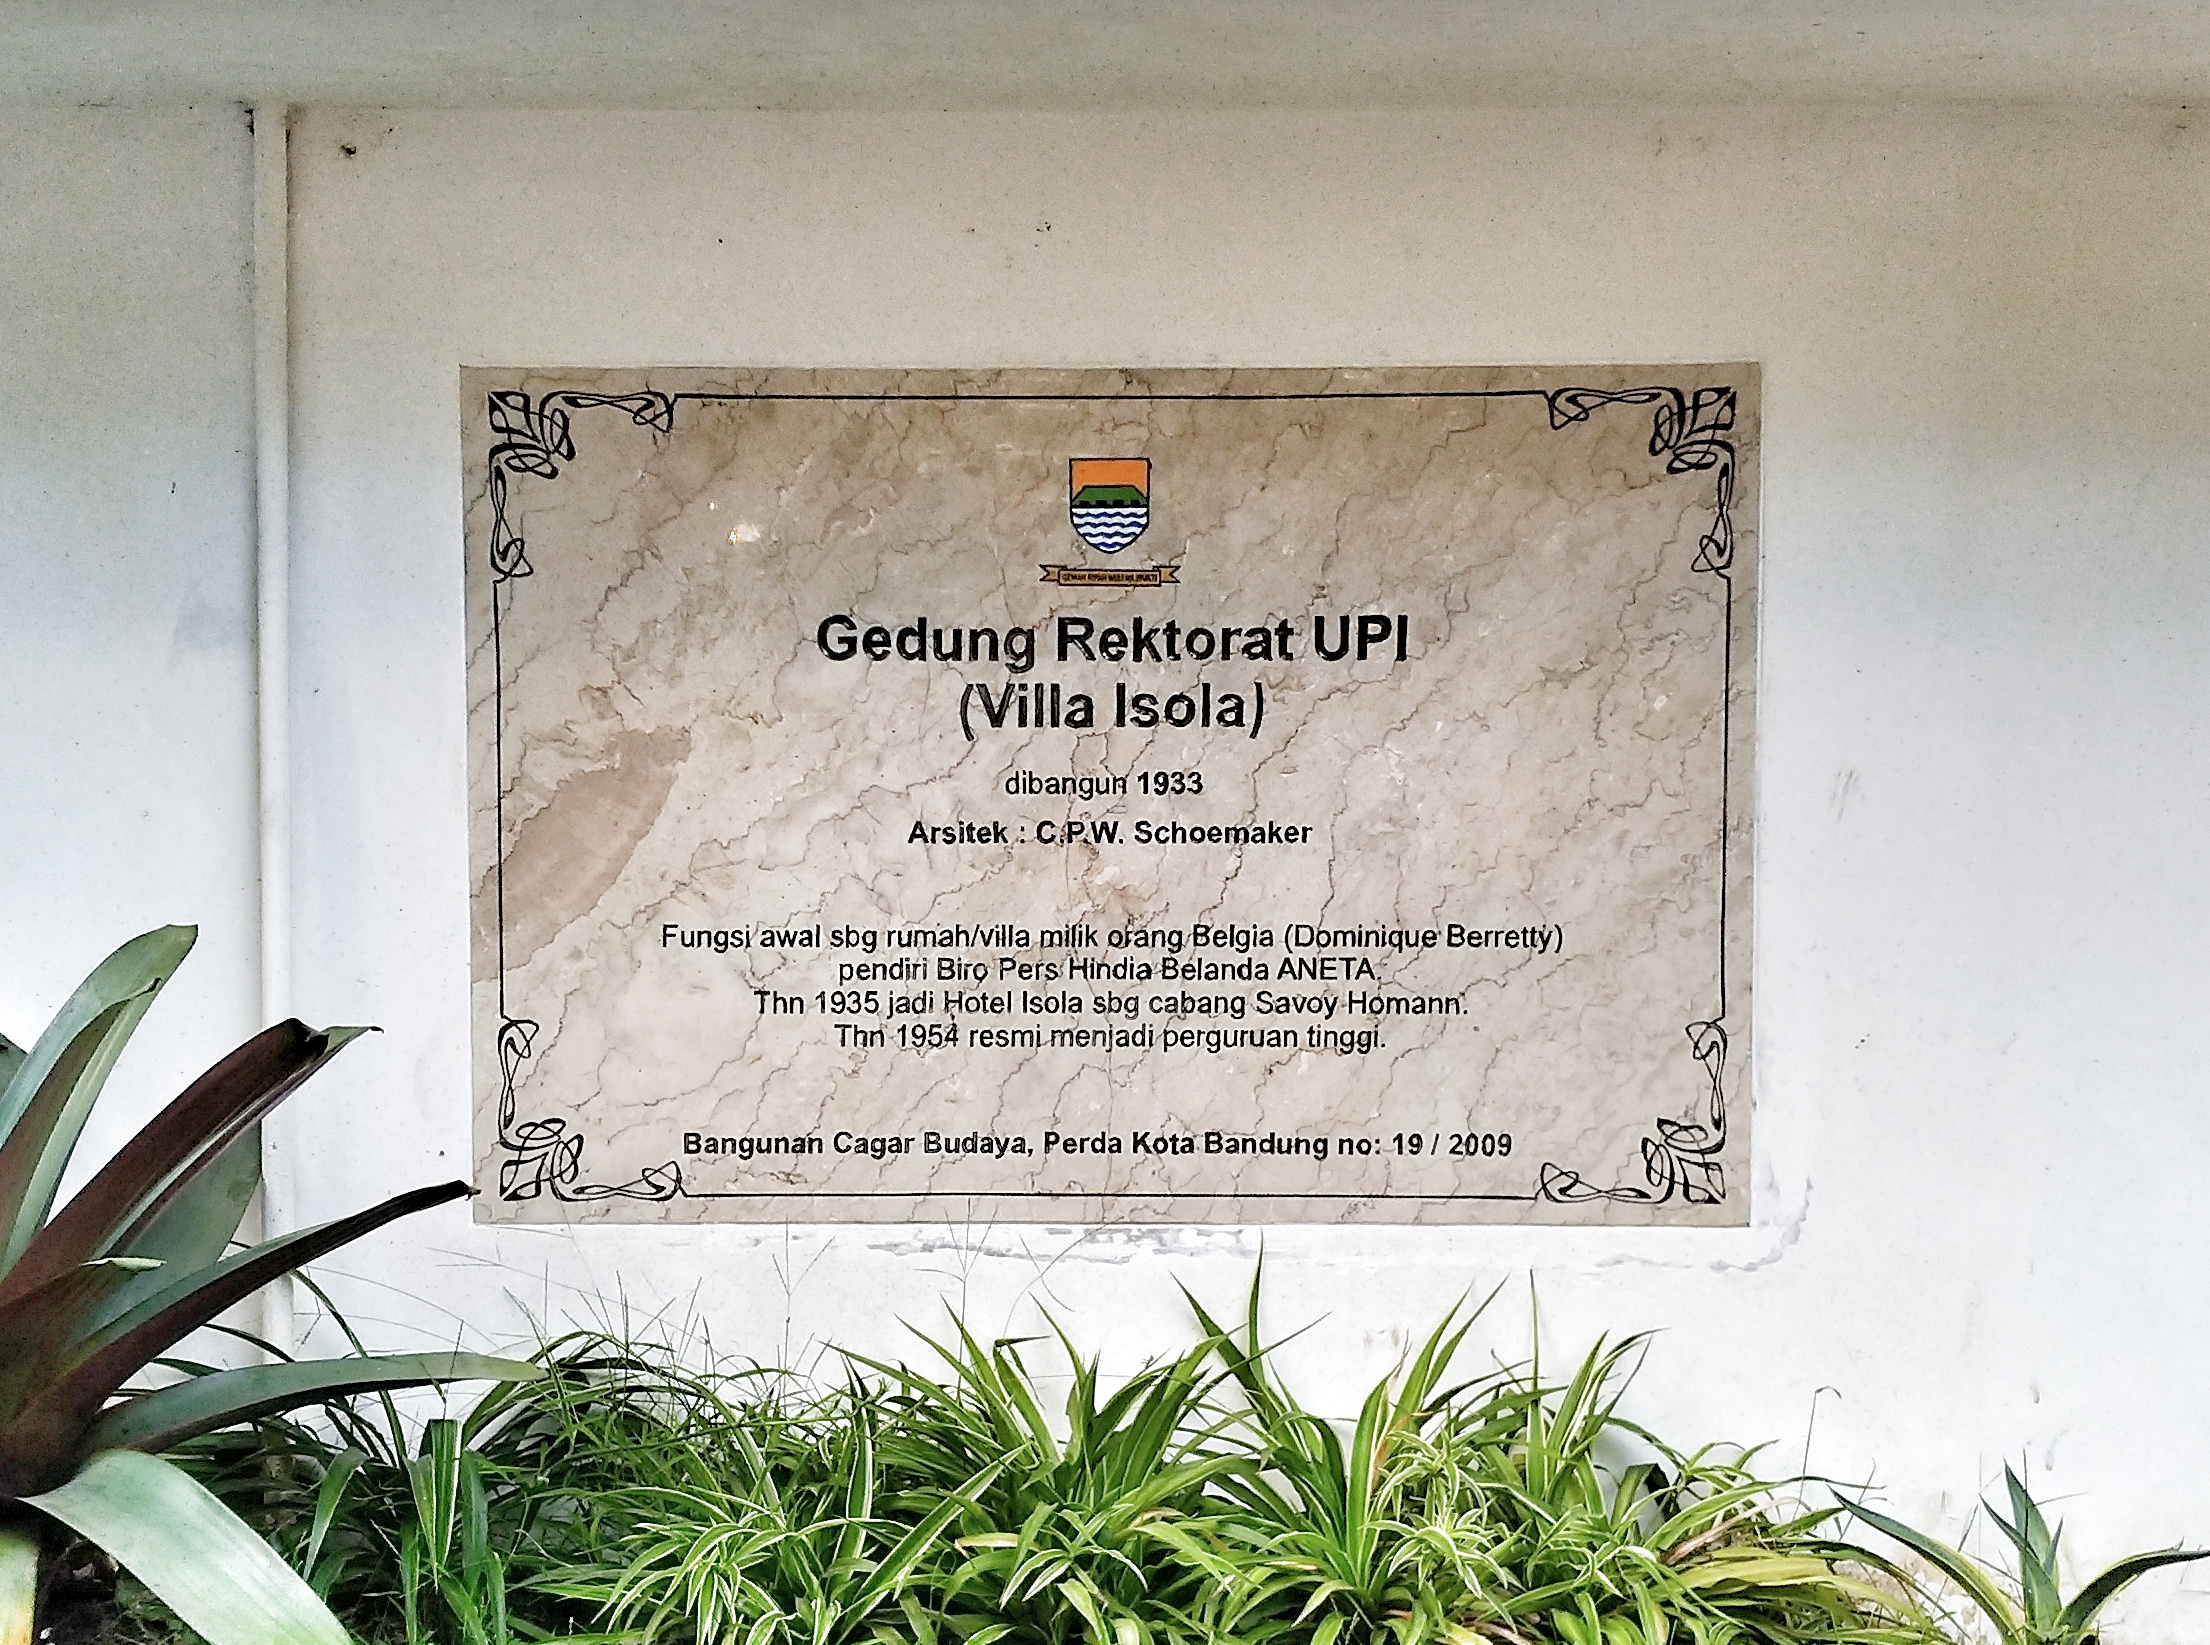 Gedung Rektorat UPI
(Villa Isola)
dibangun 1933
Arsitek : C.P.W. Schoemaker
Fungsi awal sbg rumah/villa milik orang Belgia (Dominique Berretty)
pendiri Biro Pers Hindia Belanda ANETA.
Thn 1935 jadi Hotel Isola sbg cabang Savoy Homann.
Thn 1954 resmi menjadi perguruan tinggi.
Bangunan Cagar Budaya, Perda Kota Bandung no: 19 / 2009